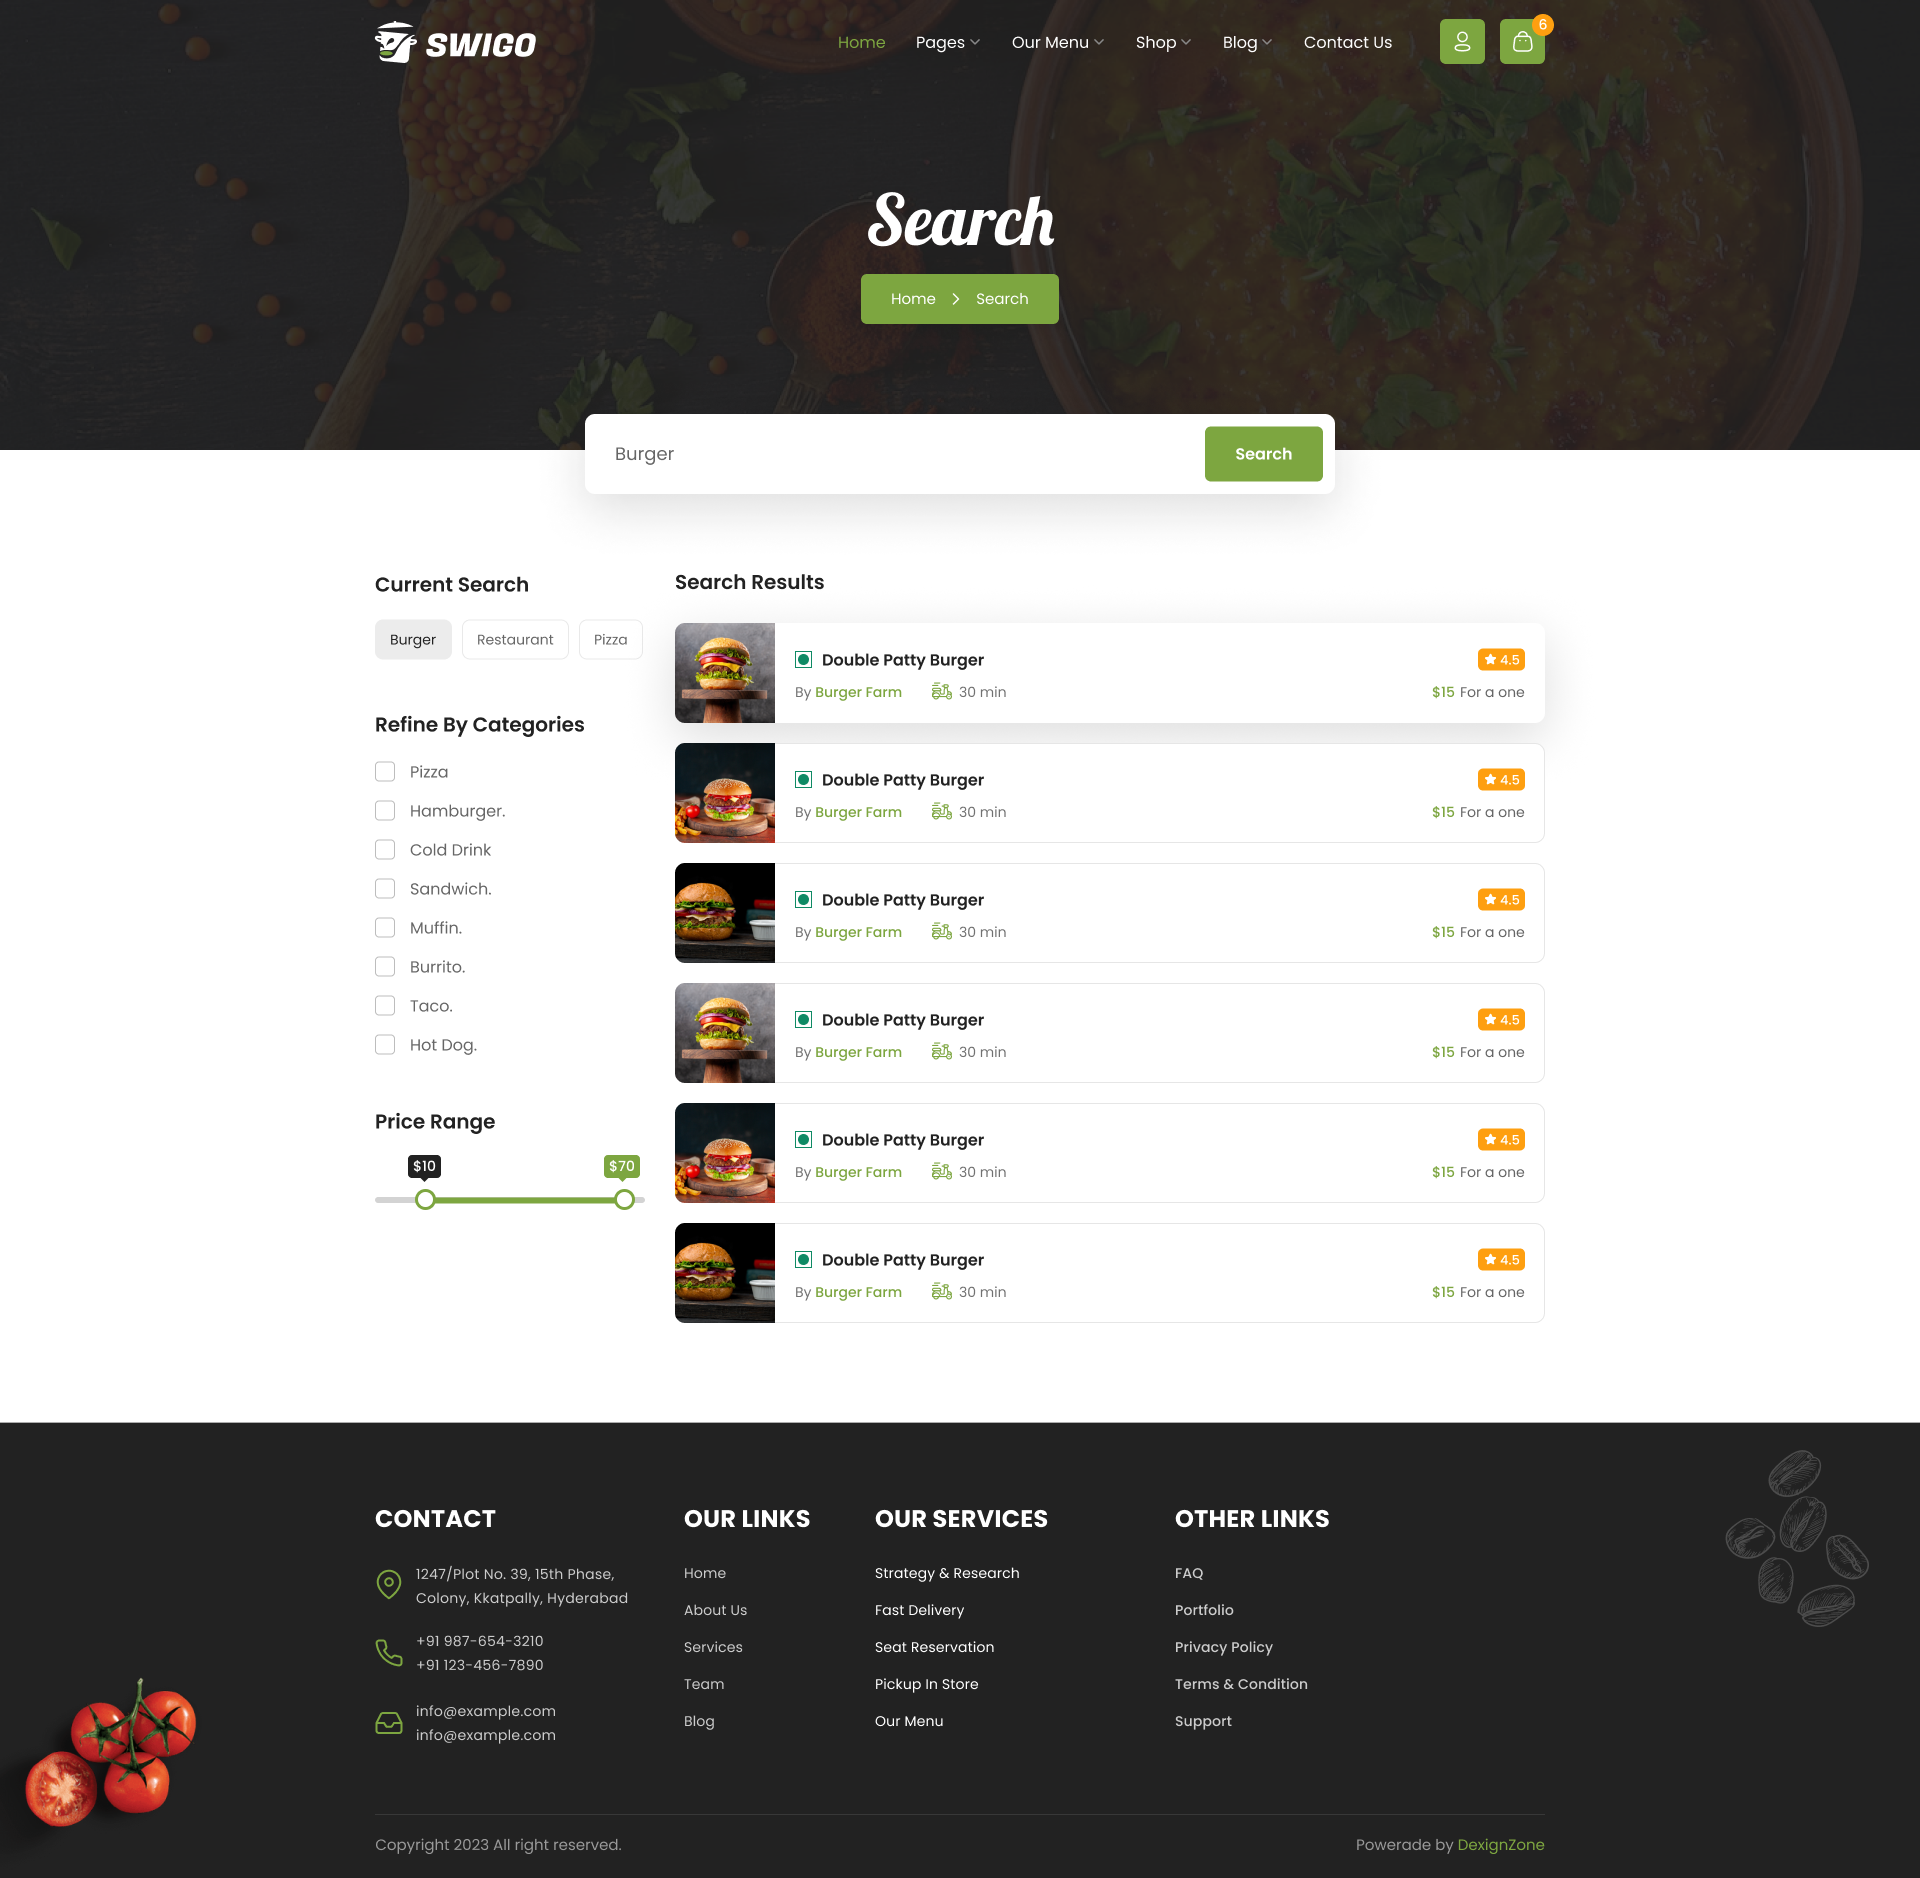 SWIGO
Home Pages Our Menu Shop Blog Contact Us 6
Search
Home Search
Burger Search
Current Search
Burger Restaurant Pizza
Refine By Categories
Pizza
Hamburger.
Cold Drink
Sandwich.
Muffin.
Burrito.
Taco.
Hot Dog.
Price Range
$10 $70
Search Results
Double Patty Burger 4.5
By Burger Farm 30 min $15 For a one
Double Patty Burger 4.5
By Burger Farm 30 min $15 For a one
Double Patty Burger 4.5
By Burger Farm 30 min $15 For a one
Double Patty Burger 4.5
By Burger Farm 30 min $15 For a one
Double Patty Burger 4.5
By Burger Farm 30 min $15 For a one
Double Patty Burger 4.5
By Burger Farm 30 min $15 For a one
CONTACT
1247/Plot No. 39, 15th Phase,
Colony, Kkatpally, Hyderabad
+91 987-654-3210
+91 123-456-7890
info@example.com
info@example.com
OUR LINKS
Home
About Us
Services
Team
Blog
OUR SERVICES
Strategy & Research
Fast Delivery
Seat Reservation
Pickup In Store
Our Menu
OTHER LINKS
FAQ
Portfolio
Privacy Policy
Terms & Condition
Support
Copyright 2023 All right reserved.
Powerade by DexignZone